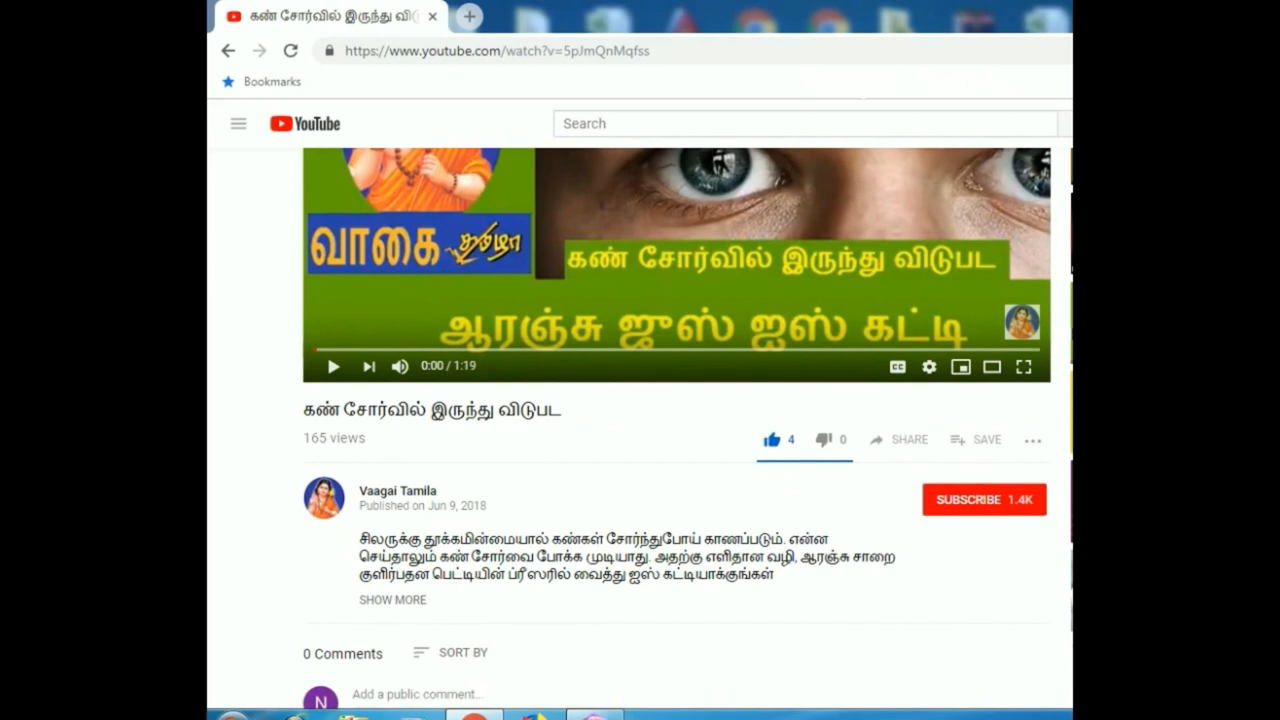 கண் சோர்வில் இருந்து விடு
https://www.youtube.com/watch?v=5pJmQnMqfss
Bookmarks
YouTube
Search
வாகை தமிழா
கண் சோர்வில் இருந்து விடுபட
ஆரஞ்சு ஜுஸ் ஐஸ் கட்டி
0:00 / 1:19
CC
கண் சோர்வில் இருந்து விடுபட
165 views
4 0 SHARE SAVE
Vaagai Tamila
Published on Jun 9, 2018
SUBSCRIBE 1.4K
சிலருக்கு தூக்கமின்மையால் கண்கள் சோர்ந்துபோய் காணப்படும். என்ன
செய்தாலும் கண் சோர்வை போக்க முடியாது. அதற்கு எளிதான வழி, ஆரஞ்சு சாறை
குளிர்பதன பெட்டியின் ப்ரீஸரில் வைத்து ஐஸ் கட்டியாக்குங்கள்
SHOW MORE
0 Comments SORT BY
N Add a public comment...